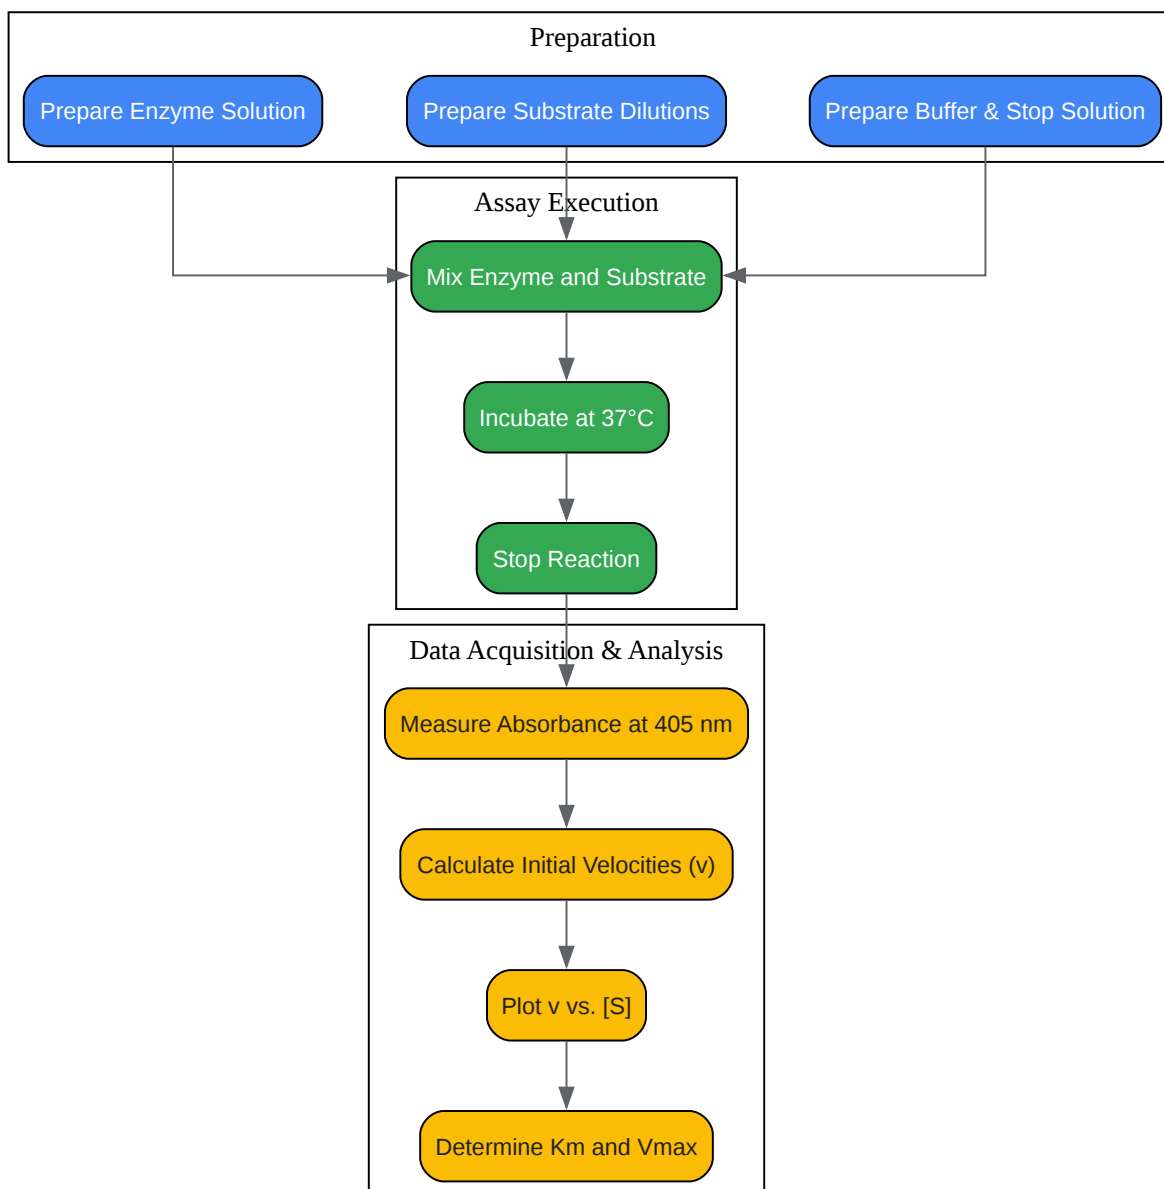 Preparation
Prepare Enzyme Solution
Prepare Substrate Dilutions
Prepare Buffer & Stop Solution
Assay Execution
Mix Enzyme and Substrate
Incubate at 37°C
Stop Reaction
Data Acquisition & Analysis
Measure Absorbance at 405 nm
Calculate Initial Velocities (v)
Plot v vs. [S]
Determine Km and Vmax